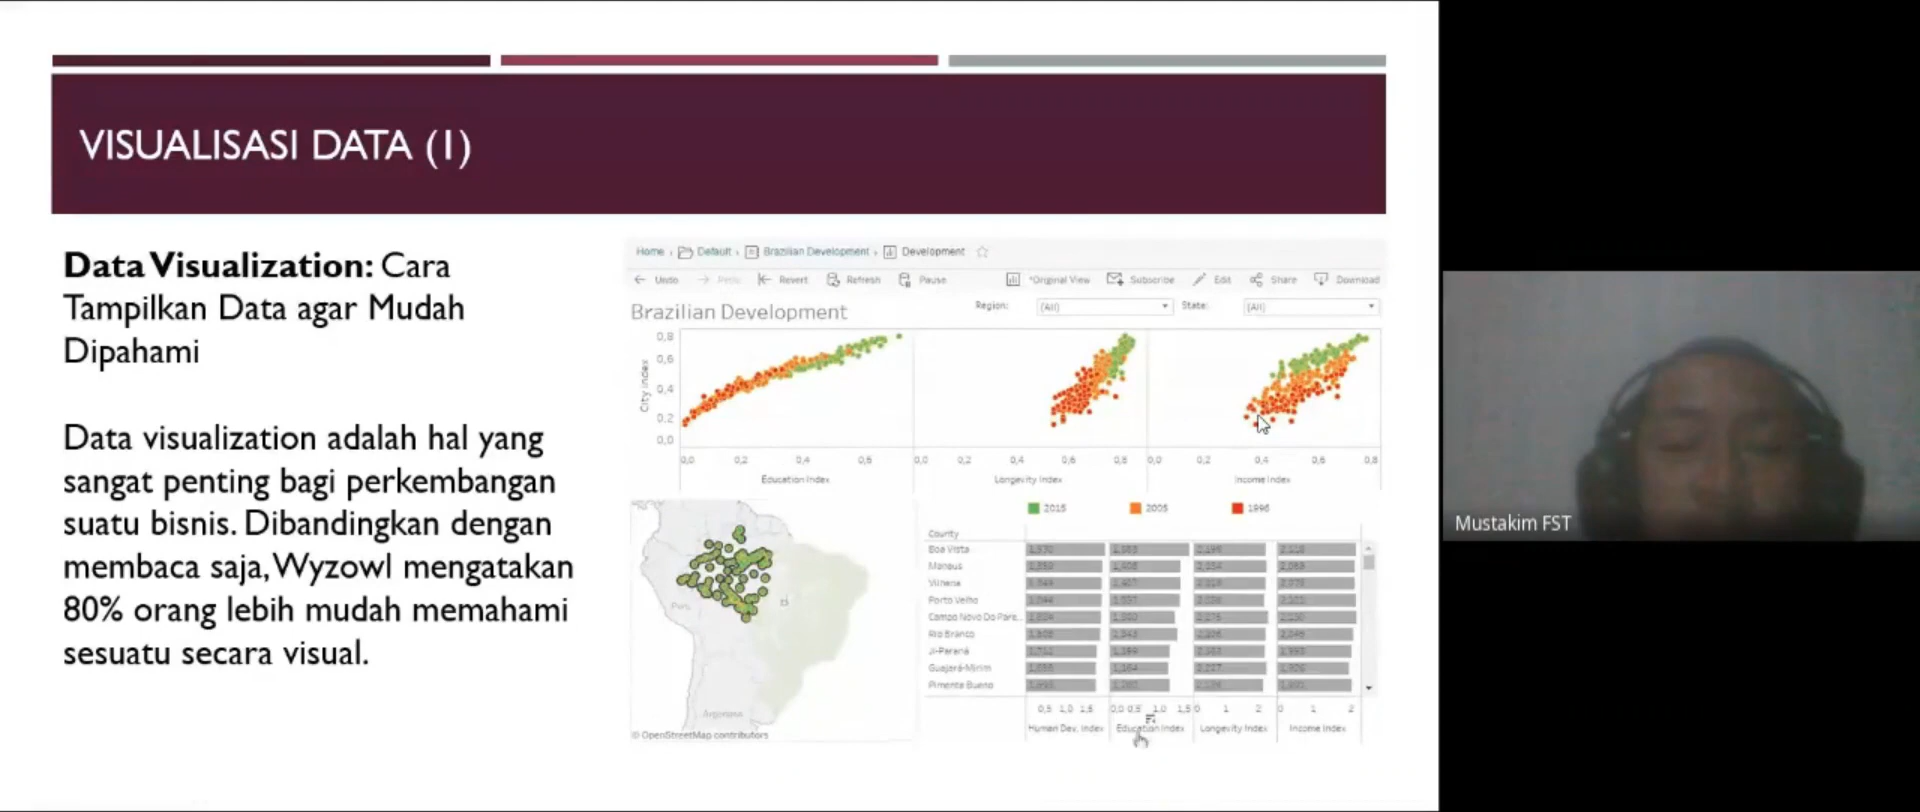 VISUALISASI DATA (1)
Data Visualization: Cara
Tampilkan Data agar Mudah
Dipahami
Data visualization adalah hal yang
sangat penting bagi perkembangan
suatu bisnis. Dibandingkan dengan
membaca saja, Wyzowl mengatakan
80% orang lebih mudah memahami
sesuatu secara visual.
Home Default Brazilian Development Development
Undo Revert Refresh Pause *Original View Subscribe Edit Share Download
Brazilian Development
Region: (All) State: (All)
City Index
0,8
0,6
0,4
0,2
0,0
0,0 0,2 0,4 0,6 0,0 0,2 0,4 0,6 0,8 0,0 0,2 0,4 0,6 0,8
Education Index Longevity Index Income Index
2015 2005
County
Boa Vista
Manaus
Vilhena
Porto Velho
Campo Novo Do Pare..
Rio Branco
Ji-Paraná
Guajará-Mirim
Pimenta Bueno
0,5 1,0 1,5 0,0 0,5 1,0 1,5 0 1 2 0 1 2
Human Dev. Index Education Index Longevity Index Income Index
Peru
Argentina
© OpenStreetMap contributors
Mustakim FST